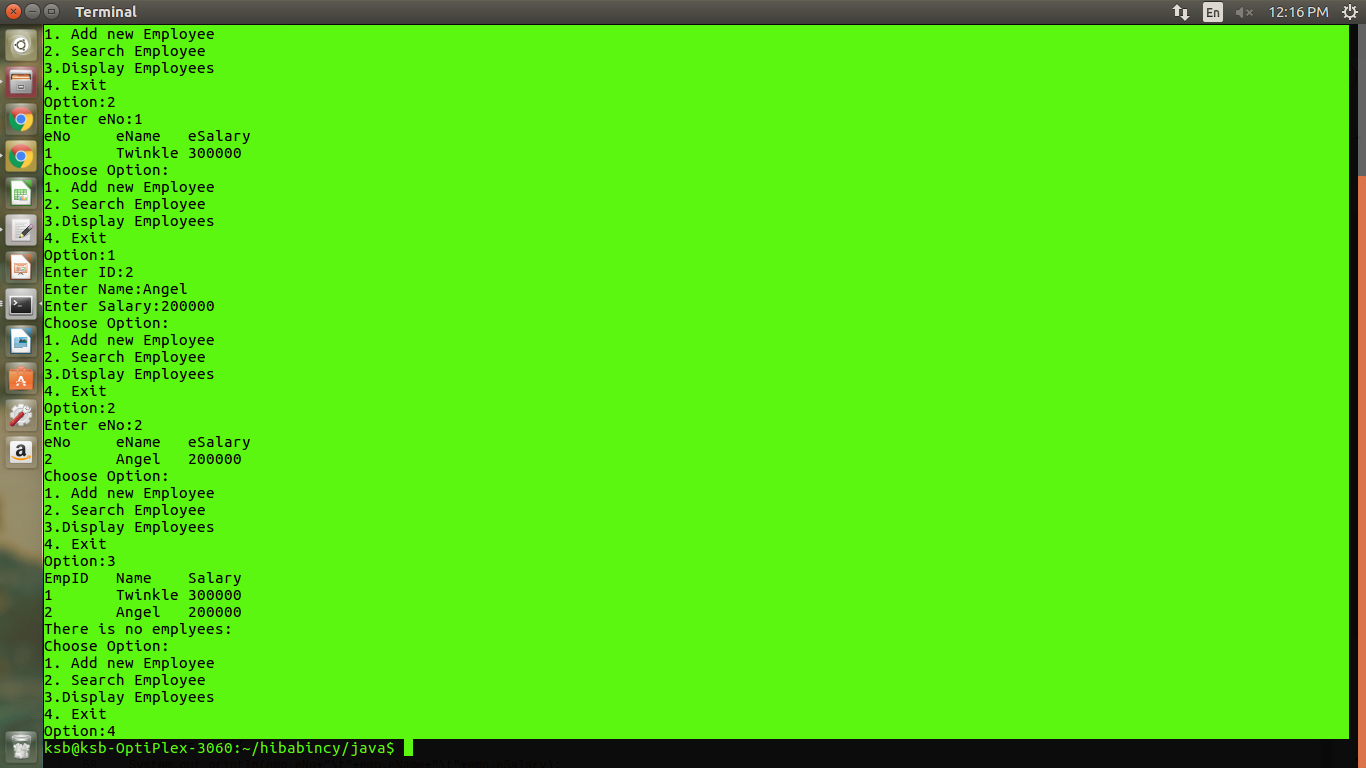 Terminal
En
12:16 PM
1. Add new Employee
2. Search Employee
3.Display Employees
4. Exit
Option:2
Enter eNo:1
eNo     eName   eSalary
1       Twinkle 300000
Choose Option:
1. Add new Employee
2. Search Employee
3.Display Employees
4. Exit
Option:1
Enter ID:2
Enter Name:Angel
Enter Salary:200000
Choose Option:
1. Add new Employee
2. Search Employee
3.Display Employees
4. Exit
Option:2
Enter eNo:2
eNo     eName   eSalary
2       Angel   200000
Choose Option:
1. Add new Employee
2. Search Employee
3.Display Employees
4. Exit
Option:3
EmpID   Name    Salary
1       Twinkle 300000
2       Angel   200000
There is no emplyees:
Choose Option:
1. Add new Employee
2. Search Employee
3.Display Employees
4. Exit
Option:4
ksb@ksb-OptiPlex-3060:~/hibabincy/java$